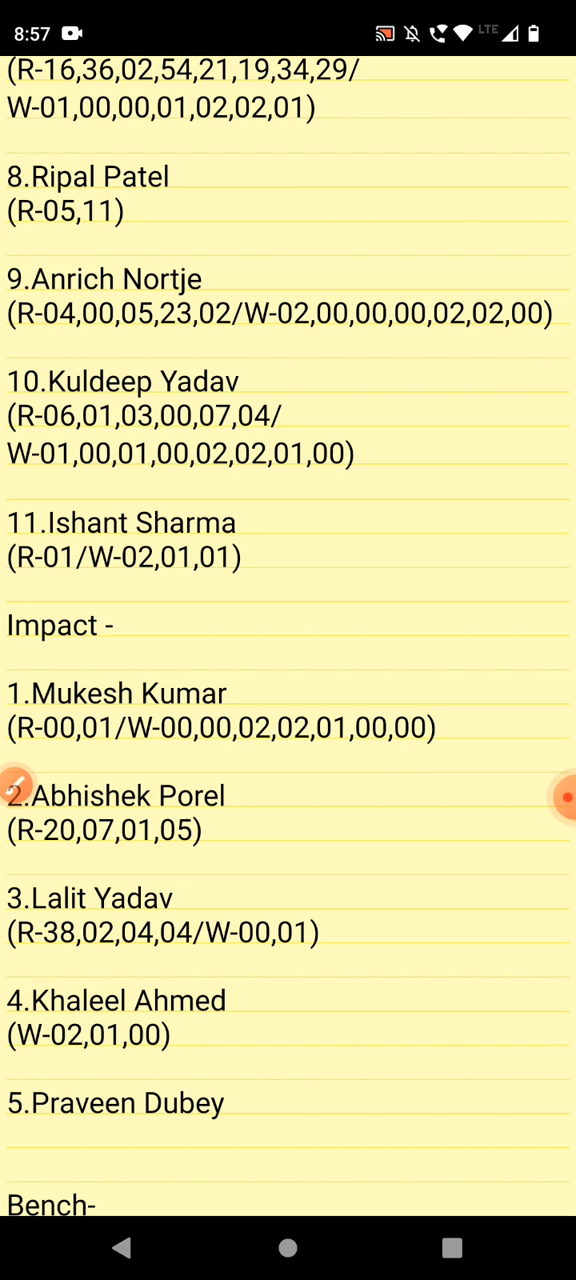 8:57
LTE
(R-16,36,02,54,21,19,34,29/
W-01,00,00,01,02,02,01)
8.Ripal Patel
(R-05,11)
9.Anrich Nortje
(R-04,00,05,23,02/W-02,00,00,00,02,02,00)
10.Kuldeep Yadav
(R-06,01,03,00,07,04/
W-01,00,01,00,02,02,01,00)
11.Ishant Sharma
(R-01/W-02,01,01)
Impact -
1.Mukesh Kumar
(R-00,01/W-00,00,02,02,01,00,00)
2.Abhishek Porel
(R-20,07,01,05)
3.Lalit Yadav
(R-38,02,04,04/W-00,01)
4.Khaleel Ahmed
(W-02,01,00)
5.Praveen Dubey
Bench-